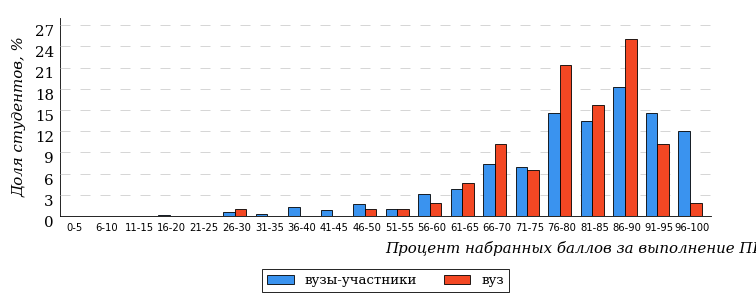 Доля студентов, %
27
24
21
18
15
12
9
6
3
0
0-5 6-10 11-15 16-20 21-25 26-30 31-35 36-40 41-45 46-50 51-55 56-60 61-65 66-70 71-75 76-80 81-85 86-90 91-95 96-100
Процент набранных баллов за выполнение
вузы-участники вуз